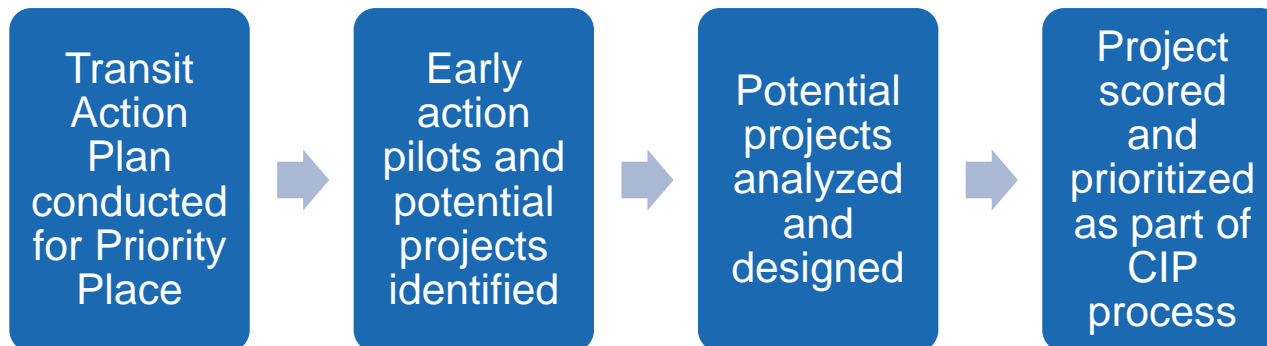 Transit
Action
Plan
conducted
for Priority
Place
Early
action
pilots and
potential
projects
identified
Potential
projects
analyzed
and
designed
Project
scored
and
prioritized
as part of
CIP
process